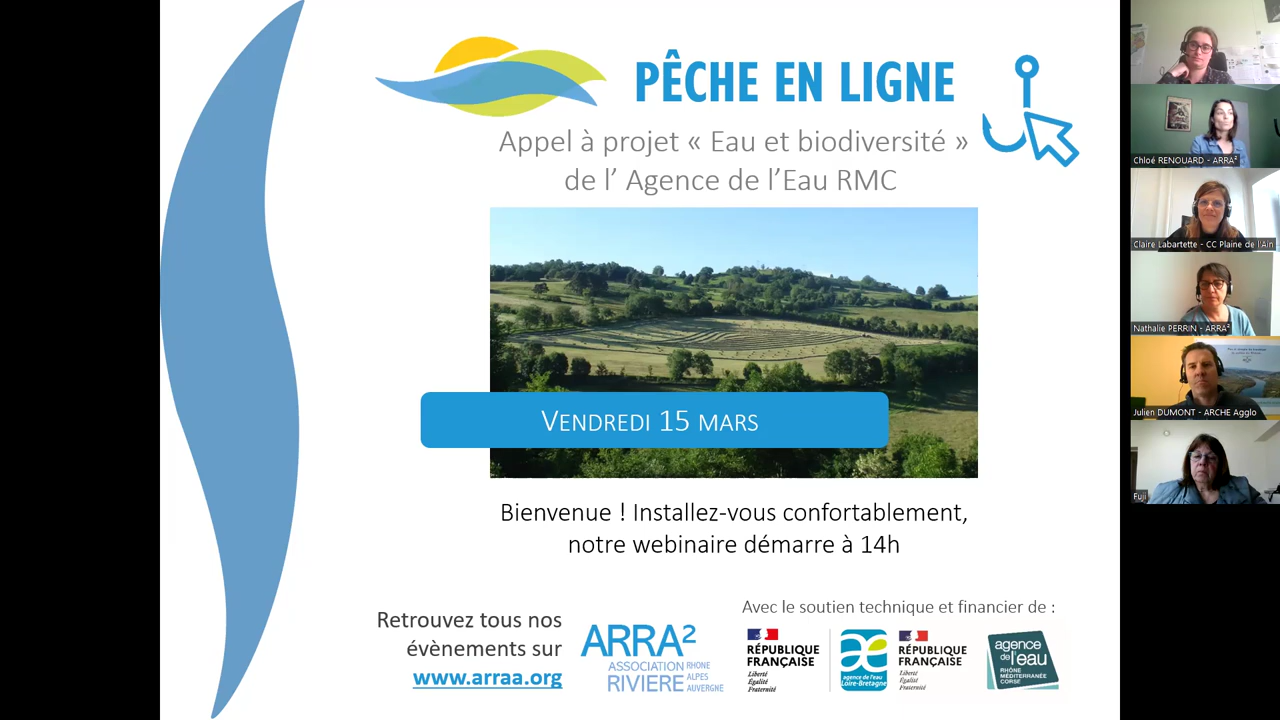 PÊCHE EN LIGNE
Appel à projet « Eau et biodiversité »
de l’ Agence de l’Eau RMC
VENDREDI 15 MARS
Bienvenue ! Installez-vous confortablement,
notre webinaire démarre à 14h
Retrouvez tous nos
évènements sur
www.arraa.org
ARRA²
ASSOCIATION
RIVIERE
RHONE
ALPES
AUVERGNE
Avec le soutien technique et financier de :
RÉPUBLIQUE
FRANÇAISE
Liberté
Égalité
Fraternité
agence de l'eau
Loire-Bretagne
RÉPUBLIQUE
FRANÇAISE
Liberté
Égalité
Fraternité
agence
de l'eau
RHÔNE
MÉDITERRANÉE
CORSE
Chloé RENOUARD - ARRA²
Claire Labartette - CC Plaine de l'Ain
Nathalie PERRIN - ARRA²
Julien DUMONT - ARCHE Agglo
Fuji